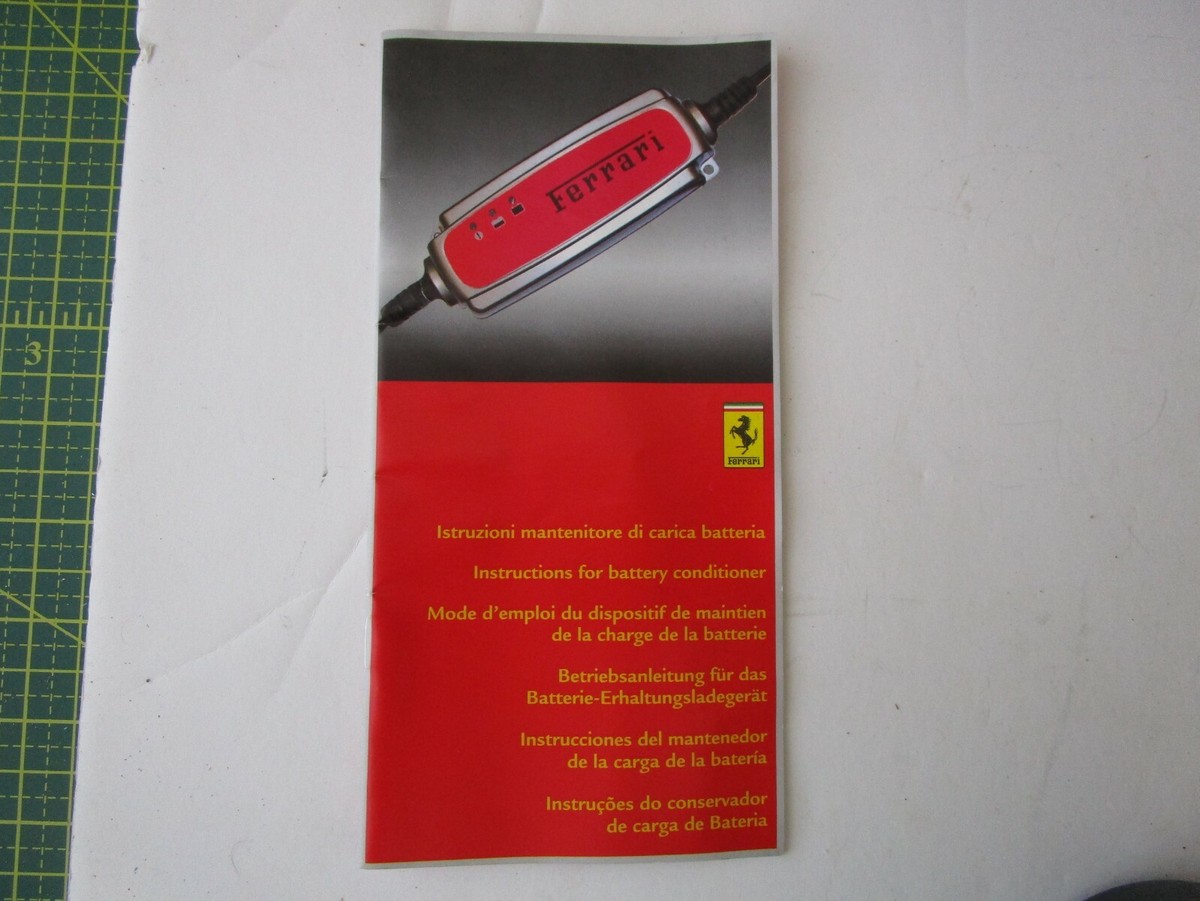 3
Ferrari
Ferrari
Istruzioni mantenitore di carica batteria
Instructions for battery conditioner
Mode d'emploi du dispositif de maintien
de la charge de la batterie
Betriebsanleitung für das
Batterie-Erhaltungsladegerät
Instrucciones del mantenedor
de la carga de la batería
Instruções do conservador
de carga de Bateria